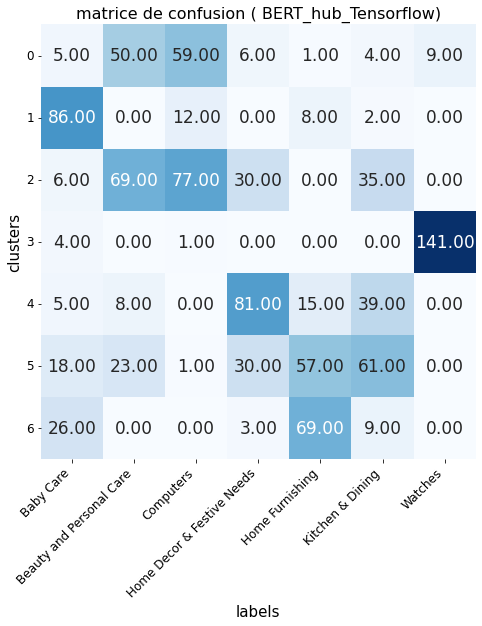 matrice de confusion ( BERT_hub_Tensorflow)
clusters
0 5.00 50.00 59.00 6.00 1.00 4.00 9.00
1 86.00 0.00 12.00 0.00 8.00 2.00 0.00
2 6.00 69.00 77.00 30.00 0.00 35.00 0.00
3 4.00 0.00 1.00 0.00 0.00 0.00 141.00
4 5.00 8.00 0.00 81.00 15.00 39.00 0.00
5 18.00 23.00 1.00 30.00 57.00 61.00 0.00
6 26.00 0.00 0.00 3.00 69.00 9.00 0.00
Baby Care
Beauty and Personal Care
Computers
Home Decor & Festive Needs
Home Furnishing
Kitchen & Dining
Watches
labels